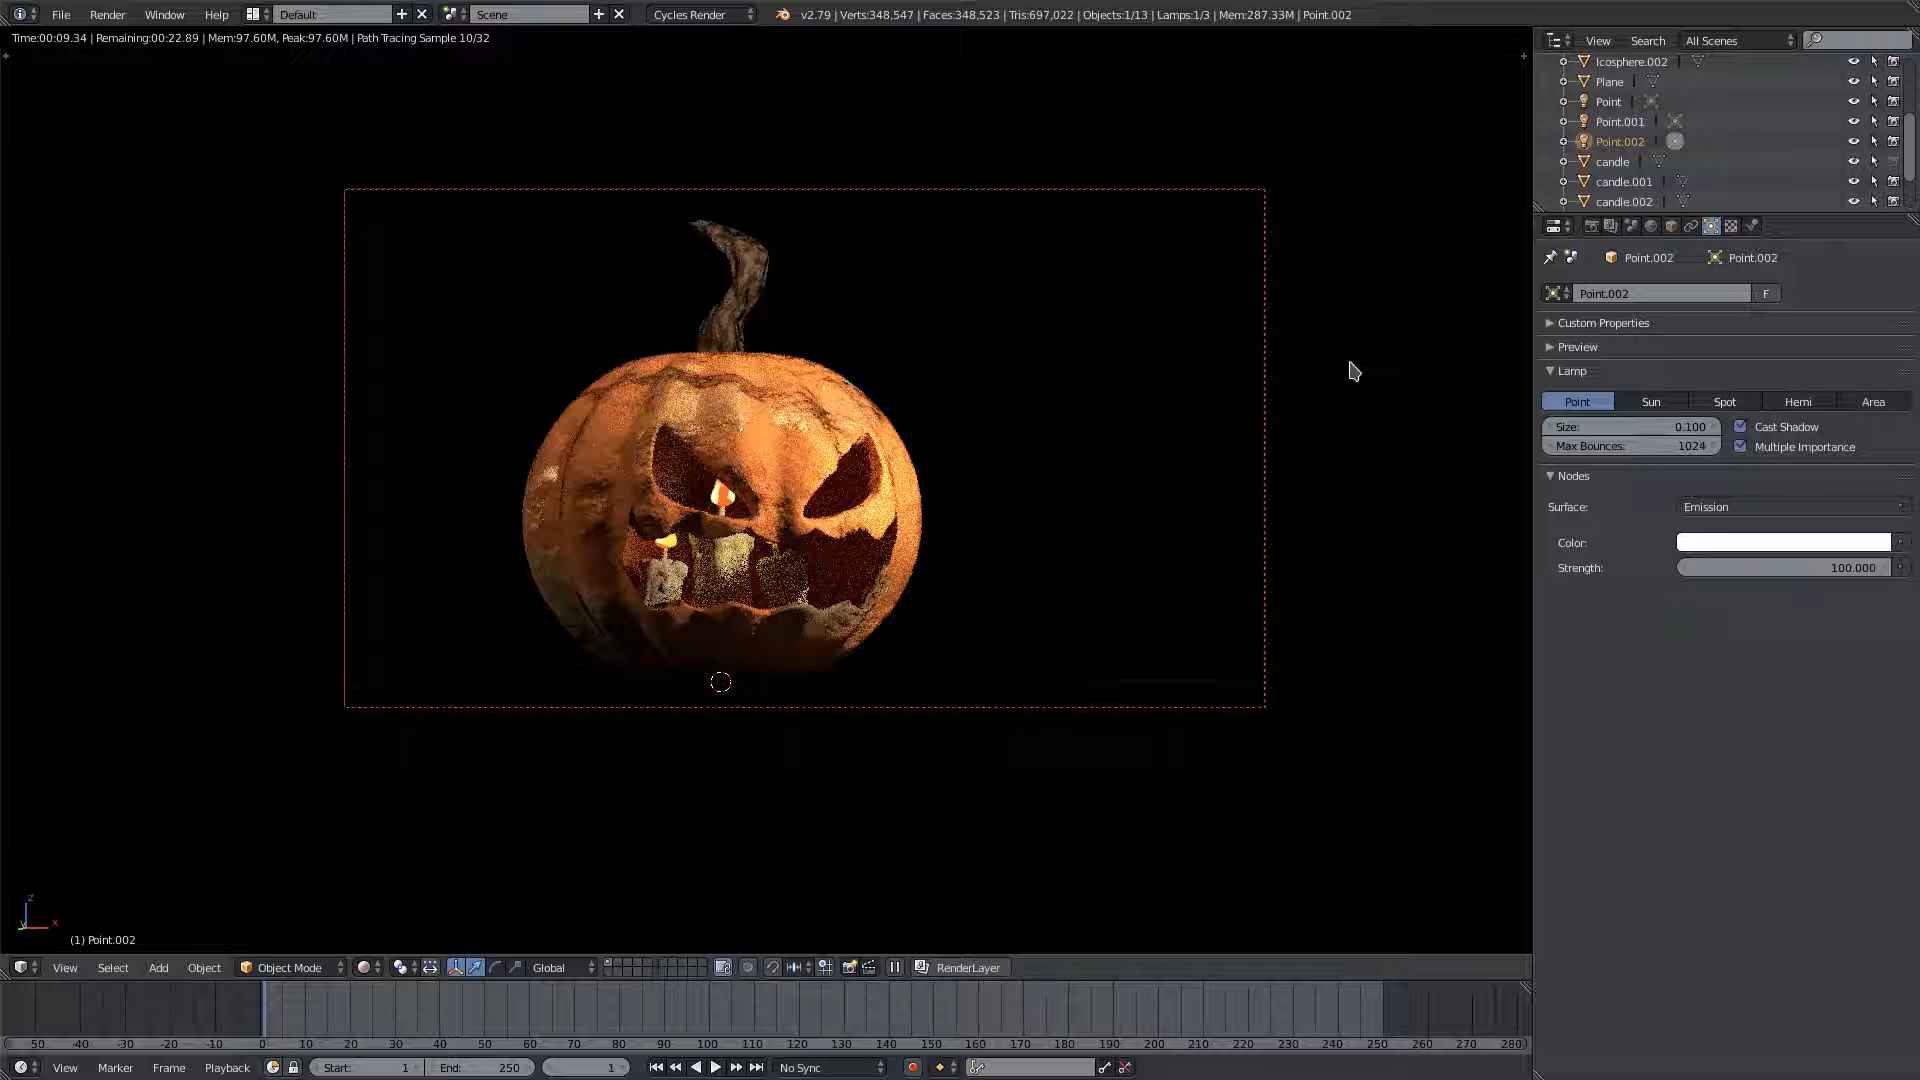 File Render Window Help Default Scene Cycles Render v2.79 | Verts:348,547 | Faces:348,523 | Tris:697,022 | Objects:1/13 | Lamps:1/3 | Mem:287.33M | Point.002
Time:00:09.34 | Remaining:00:22.89 | Mem:97.60M, Peak:97.60M | Path Tracing Sample 10/32
View Search All Scenes
Icosphere.002
Plane
Point
Point.001
Point.002
candle
candle.001
candle.002
Point.002 Point.002
Point.002 F
Custom Properties
Preview
Lamp
Point Sun Spot Hemi Area
Size: 0.100 Cast Shadow
Max Bounces: 1024 Multiple Importance
Nodes
Surface: Emission
Color:
Strength: 100.000
z
y x
(1) Point.002
View Select Add Object Object Mode Global RenderLayer
50 -40 -30 -20 -10 0 10 20 30 40 50 60 70 80 90 100 110 120 130 140 150 160 170 180 190 200 210 220 230 240 250 260 270 280
View Marker Frame Playback Start: 1 End: 250 1 No Sync